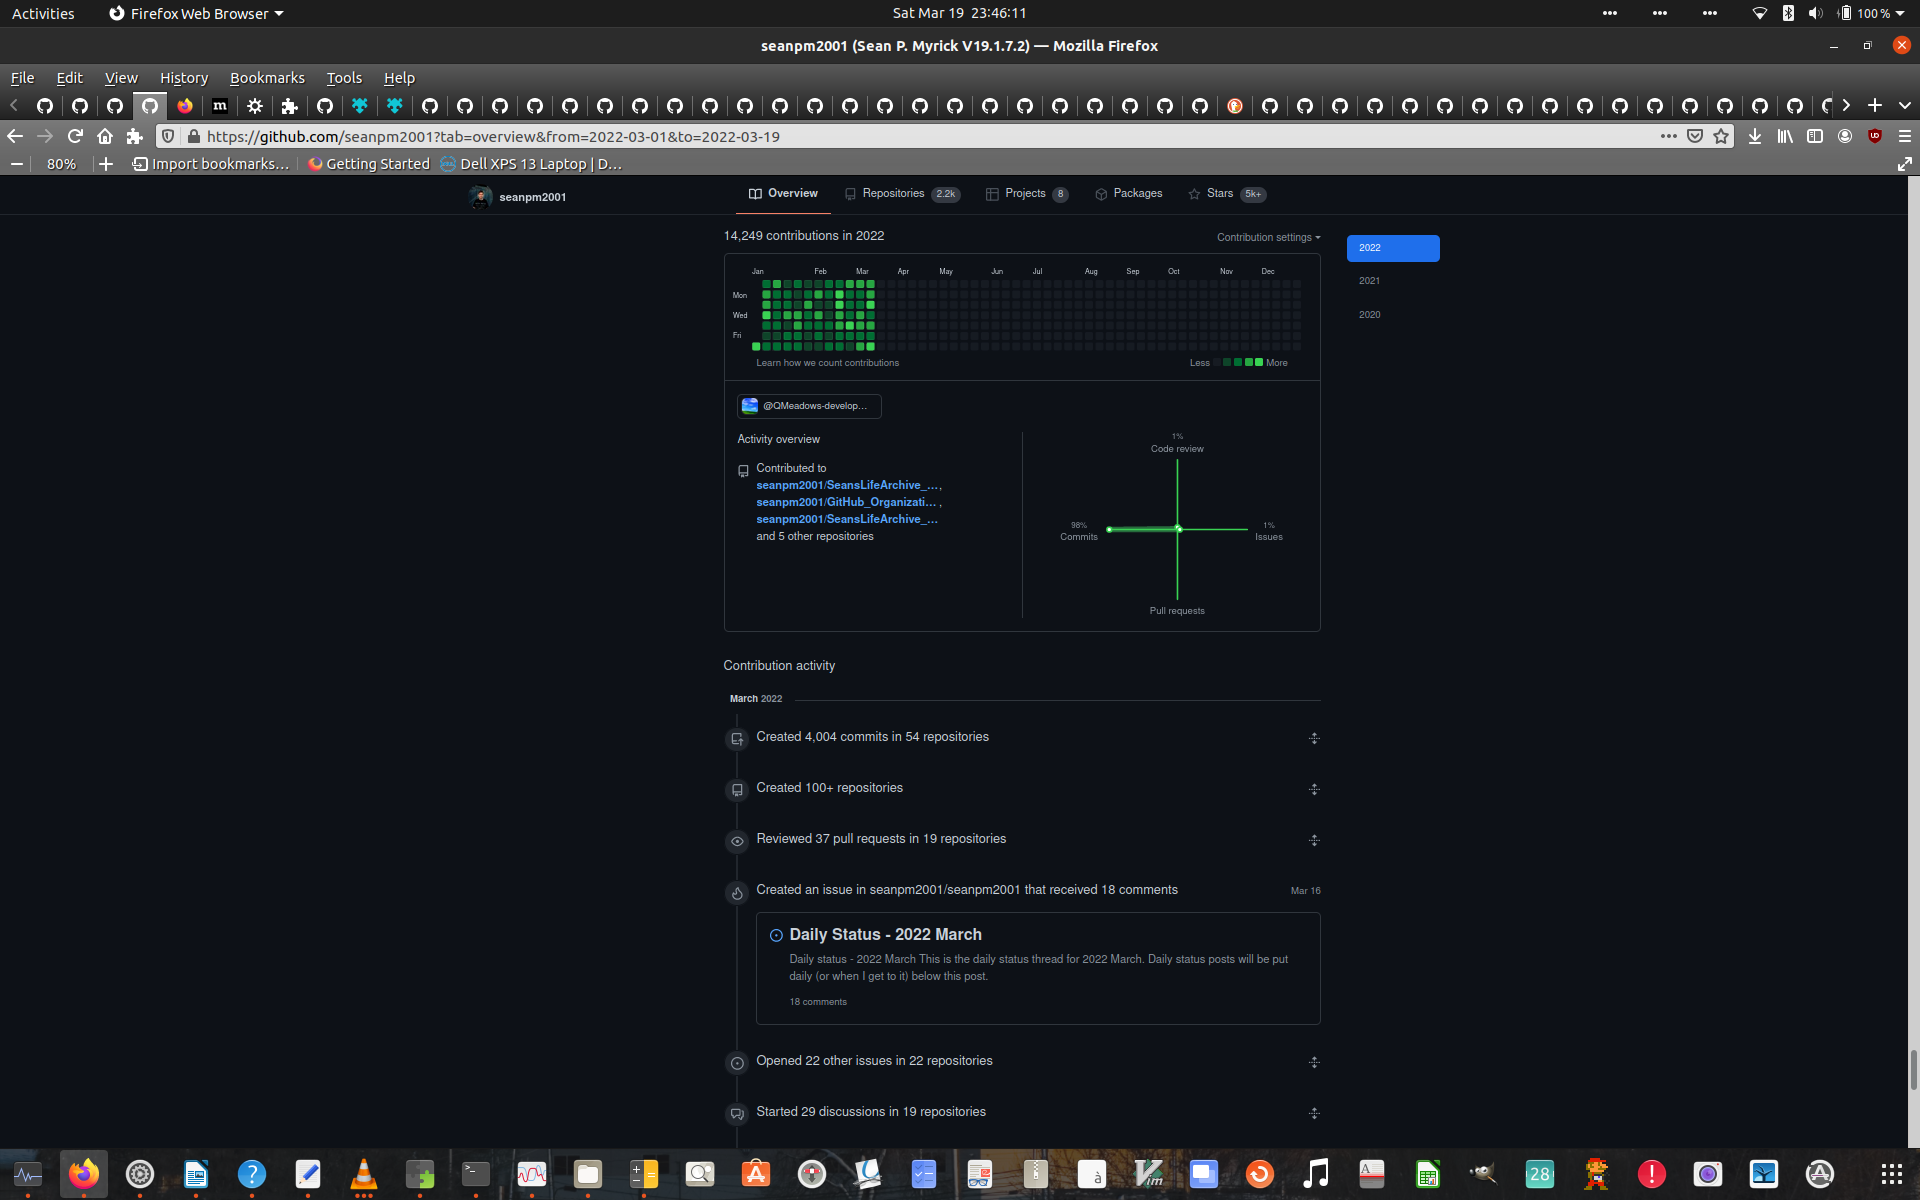 Activities
Firefox Web Browser
Sat Mar 19 23:46:11
100 %
seanpm2001 (Sean P. Myrick V19.1.7.2) — Mozilla Firefox
File Edit View History Bookmarks Tools Help
https://github.com/seanpm2001?tab=overview&from=2022-03-01&to=2022-03-19
80%
Import bookmarks…
Getting Started
Dell XPS 13 Laptop | D…
seanpm2001
Overview
Repositories 2.2k
Projects 8
Packages
Stars 5k+
14,249 contributions in 2022
Contribution settings
2022
2021
2020
Jan Feb Mar Apr May Jun Jul Aug Sep Oct Nov Dec
Mon
Wed
Fri
Learn how we count contributions
Less
More
@QMeadows-develop…
Activity overview
Contributed to
seanpm2001/SeansLifeArchive_…,
seanpm2001/GitHub_Organizati… ,
seanpm2001/SeansLifeArchive_…
and 5 other repositories
1%
Code review
98%
Commits
1%
Issues
Pull requests
Contribution activity
March 2022
Created 4,004 commits in 54 repositories
Created 100+ repositories
Reviewed 37 pull requests in 19 repositories
Created an issue in seanpm2001/seanpm2001 that received 18 comments
Mar 16
Daily Status - 2022 March
Daily status - 2022 March This is the daily status thread for 2022 March. Daily status posts will be put
daily (or when I get to it) below this post.
18 comments
Opened 22 other issues in 22 repositories
Started 29 discussions in 19 repositories
28